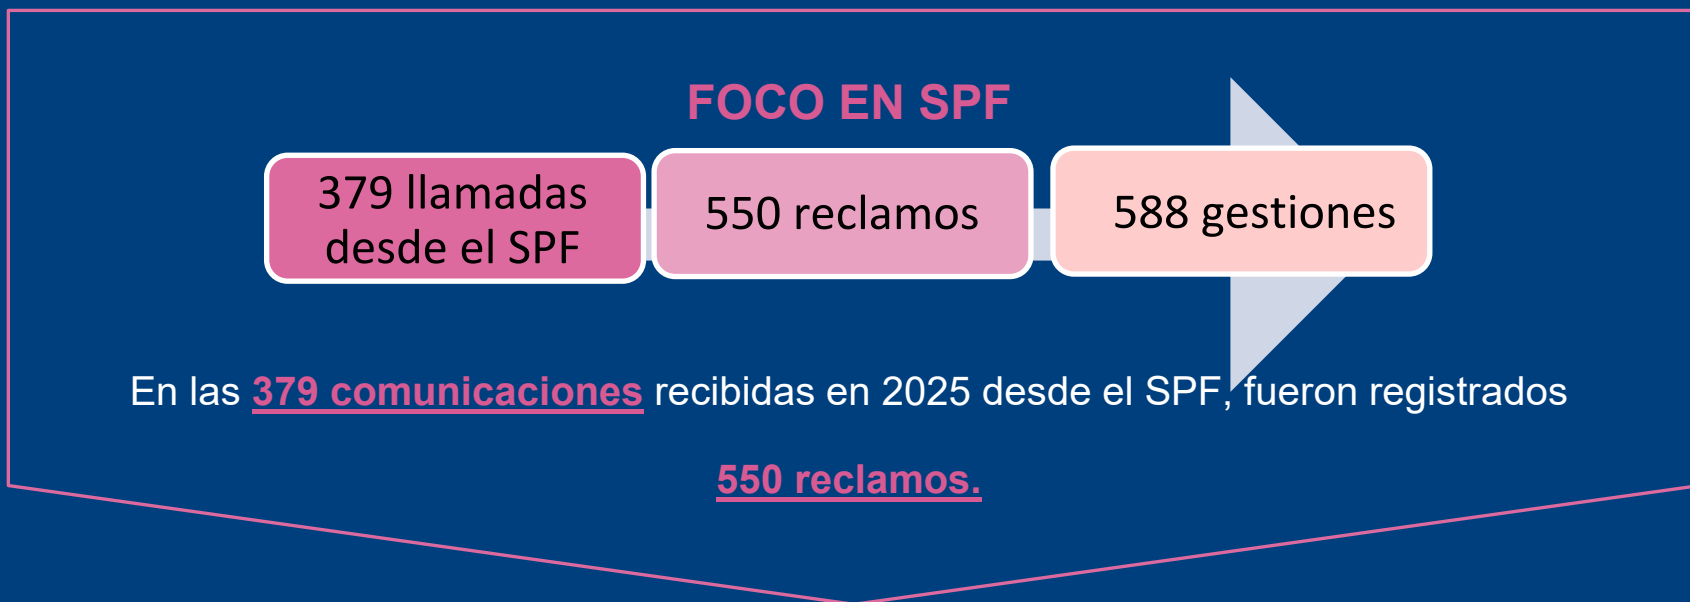 FOCO EN SPF
379 llamadas
desde el SPF
550 reclamos
588 gestiones
En las 379 comunicaciones recibidas en 2025 desde el SPF, fueron registrados
550 reclamos.